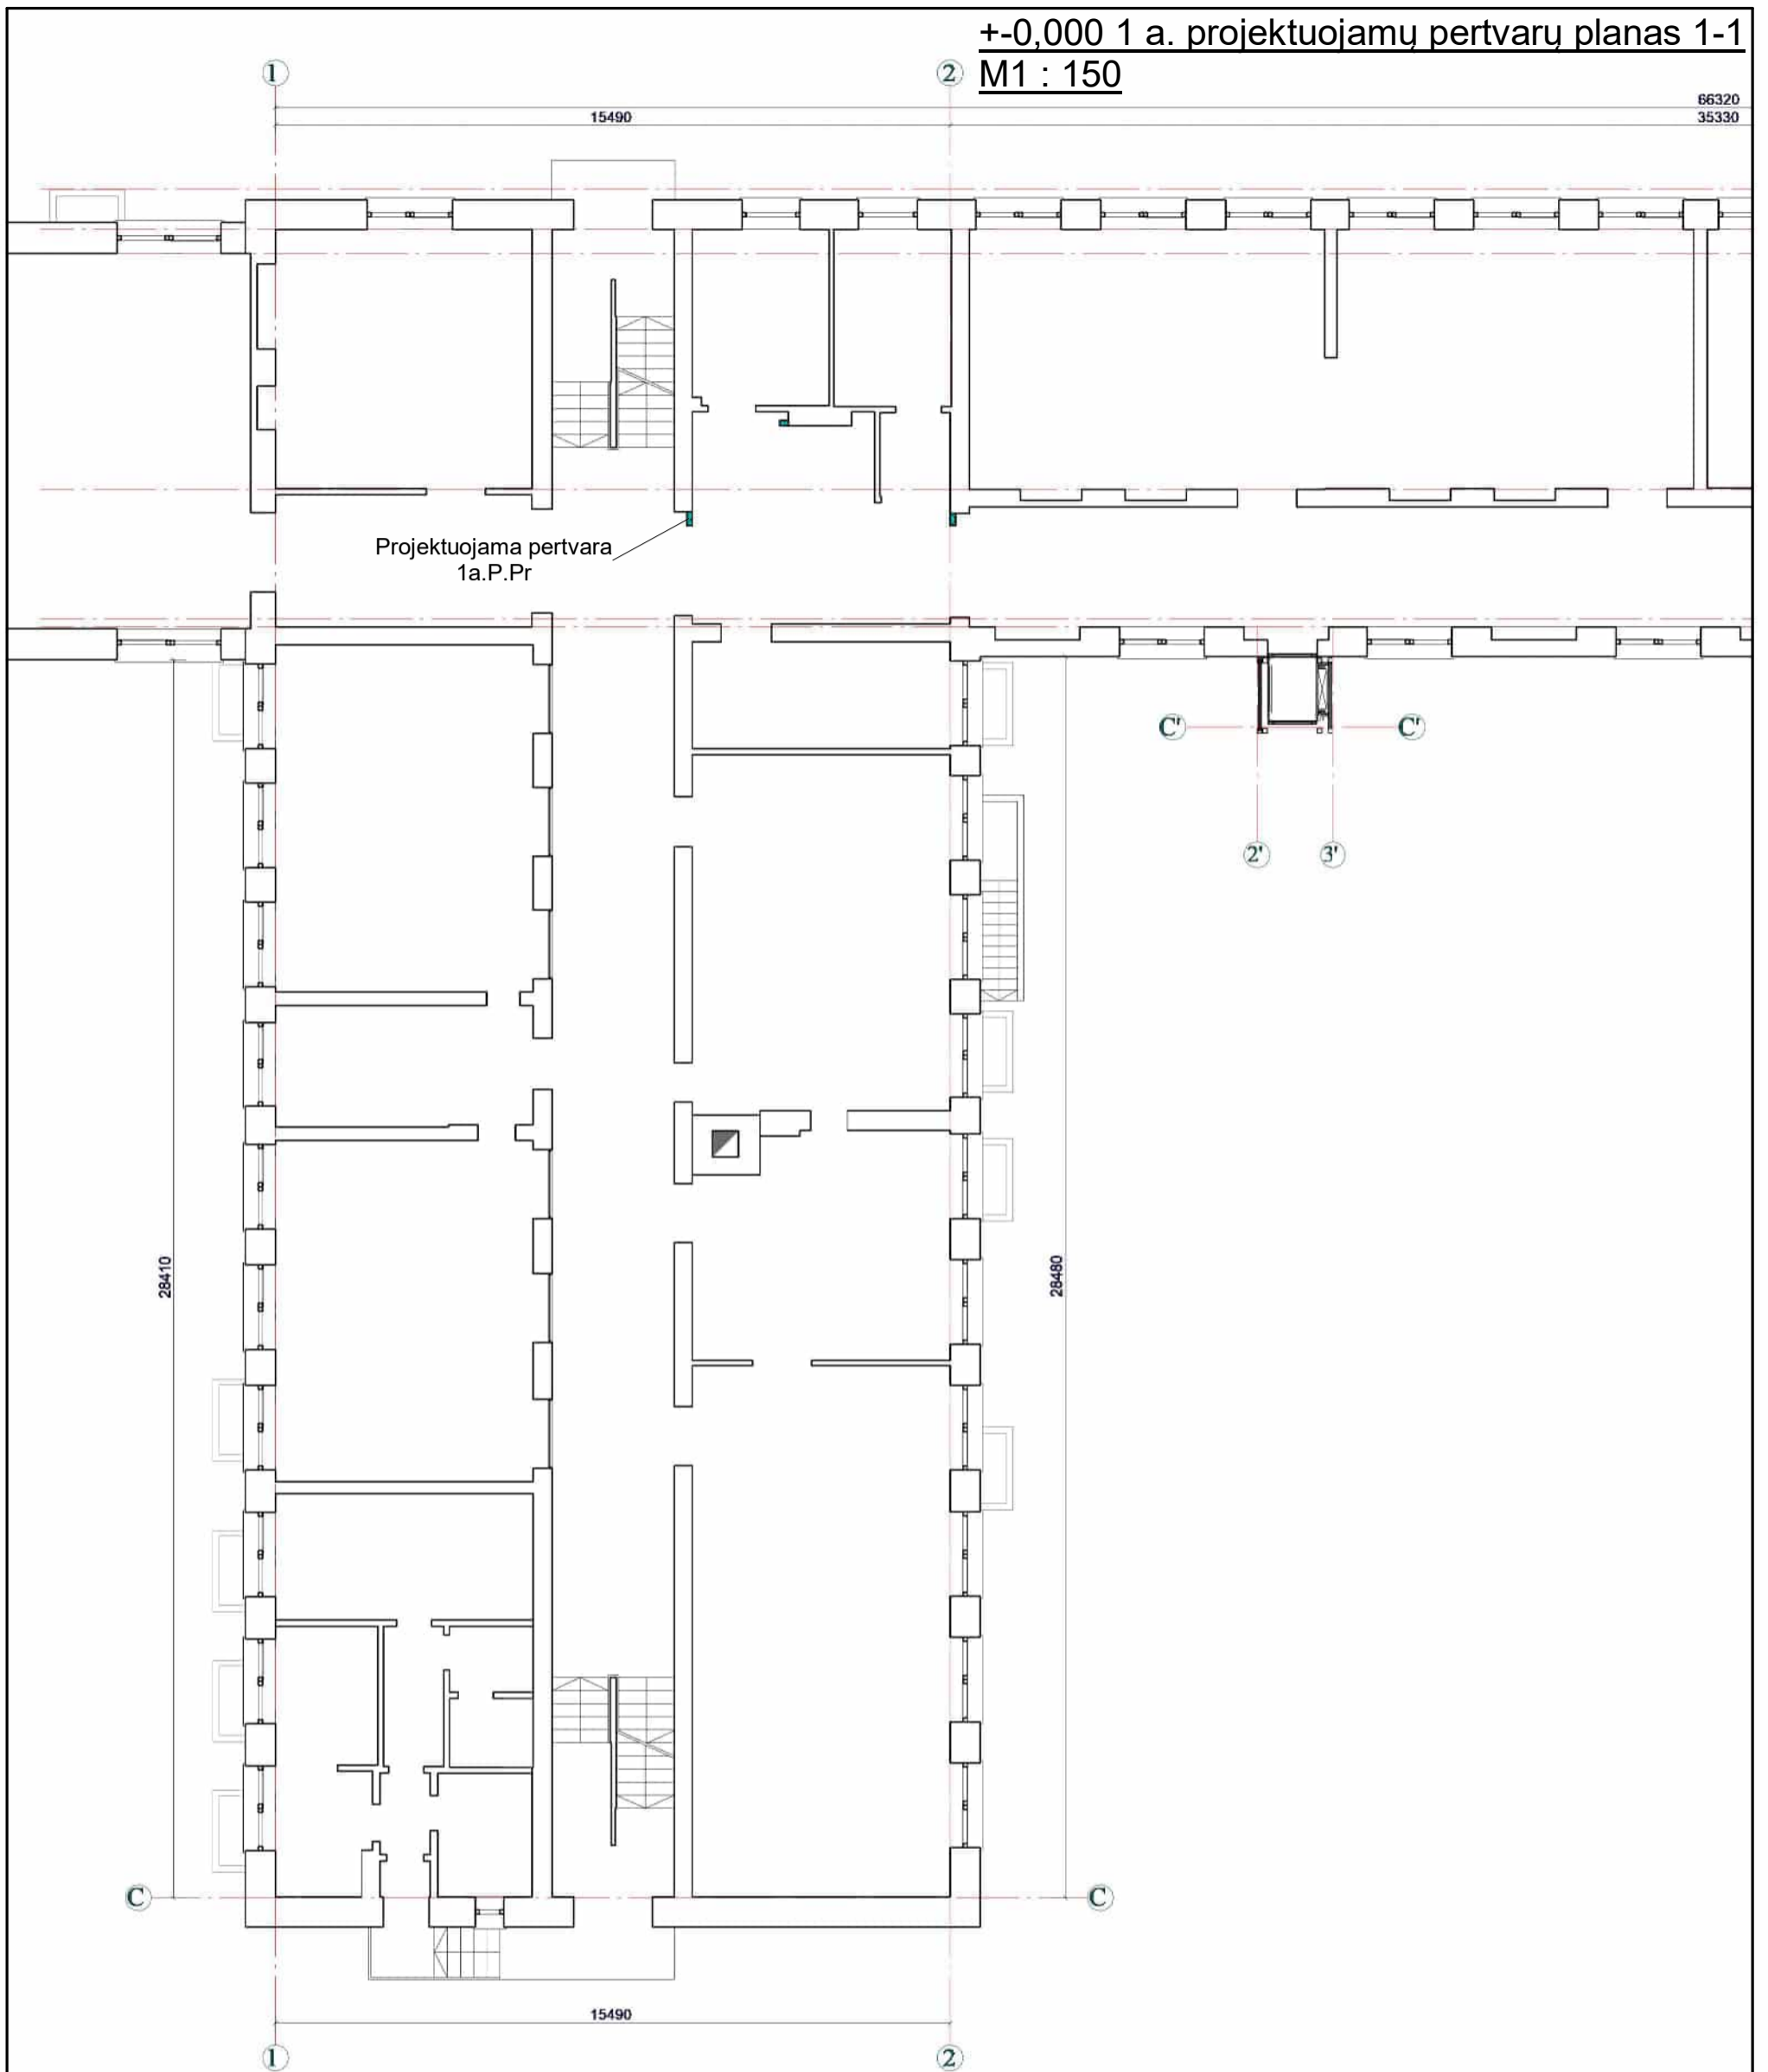 +-0,000 1 a. projektuojamų pertvarų planas 1-1
M1 : 150
1
2
66320
15490
35330
Projektuojama pertvara
1a.P.Pr
C'
C'
2'
3'
28410
28480
C
C
15490
1
2